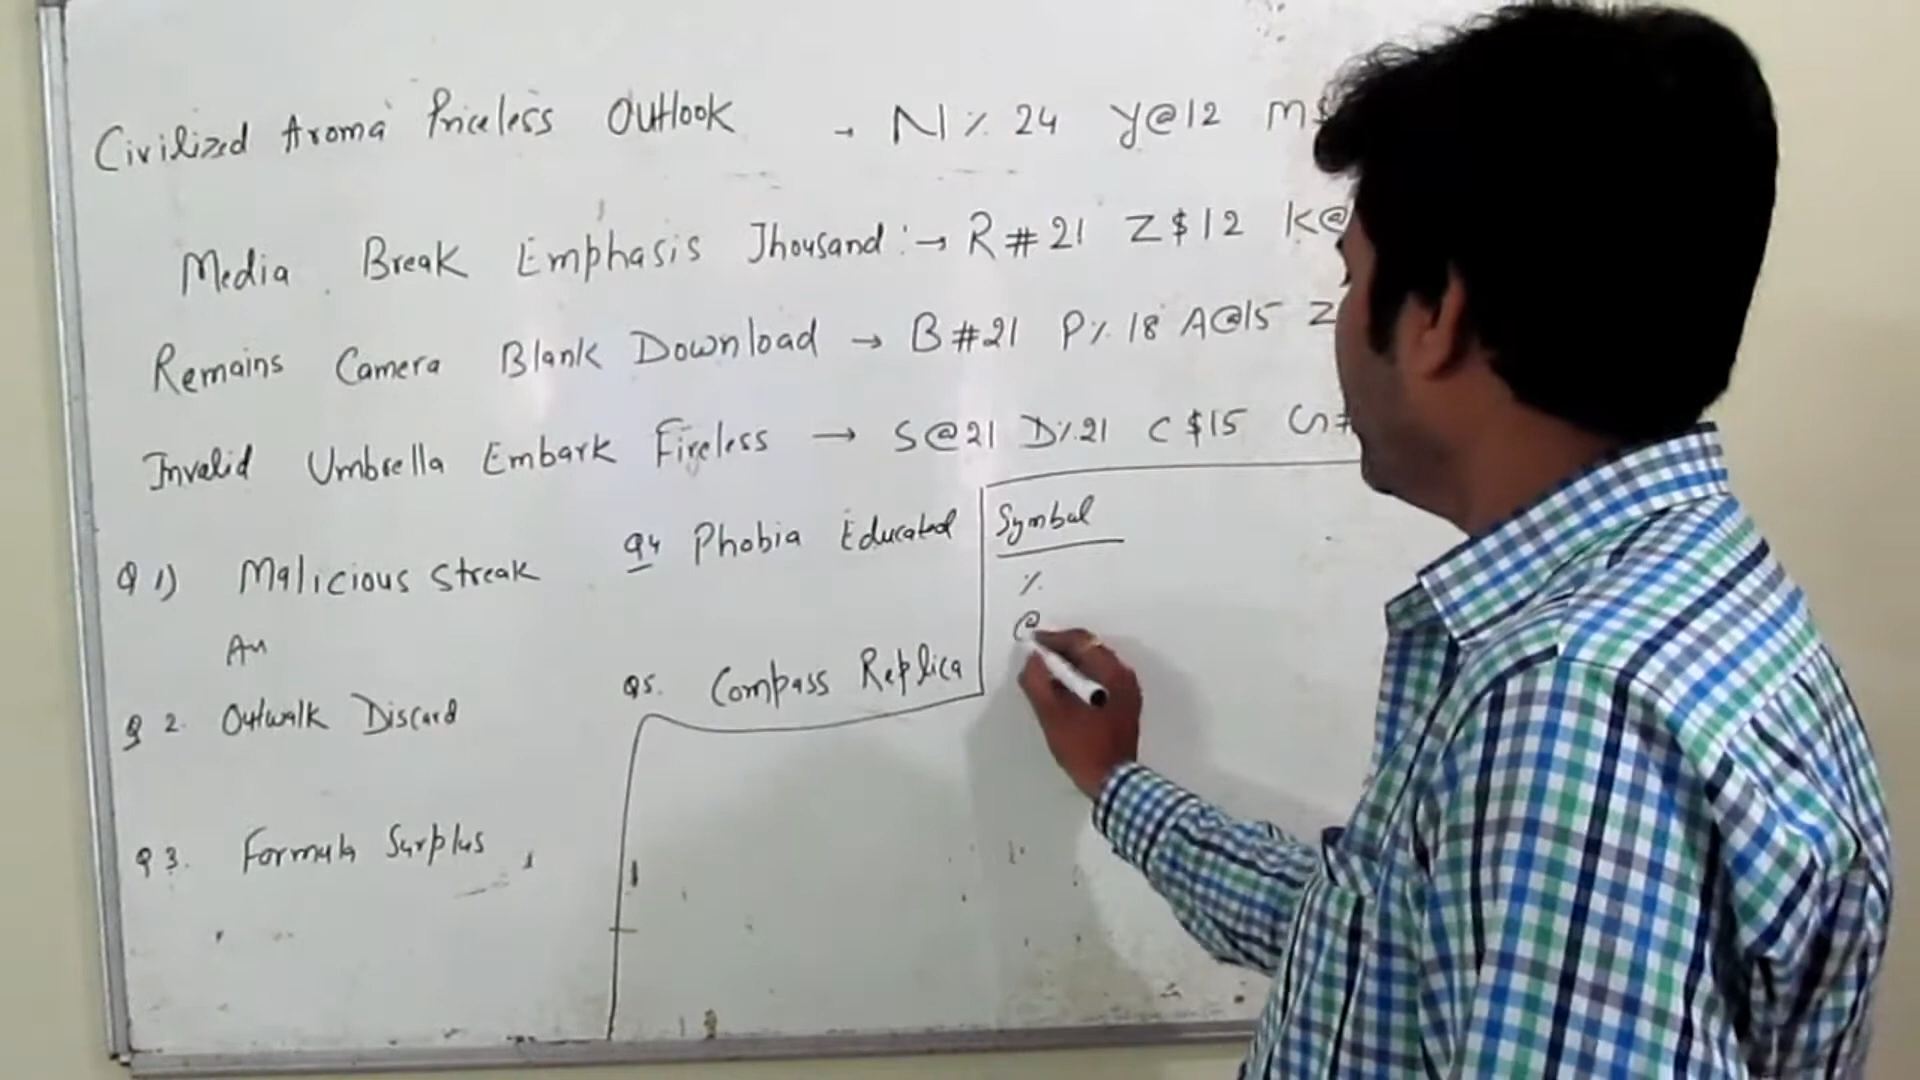 Civilized Aroma Priceless Outlook → N % 24 Y@12 M$
Media Break Emphasis Thousand :→ R#21 Z$12 K@
Remains Camera Blank Download → B#21 P%18 A@15 Z
Invalid Umbrella Embark Fireless → S@21 D%21 C$15 G#
Q 1) Malicious Streak
An
Q 2. Outwalk Discard
Q 3. Formula Surplus
Q4 Phobia Educated
Q5. Compass Replica
Symbol
%
@